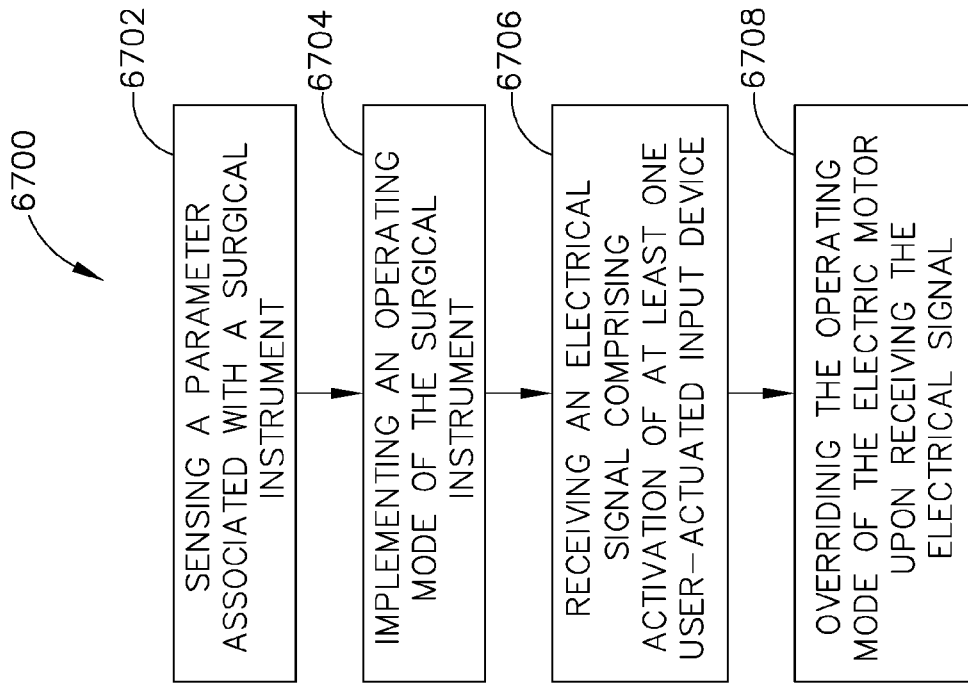 6700
6702
SENSING A PARAMETER
ASSOCIATED WITH A SURGICAL
INSTRUMENT
6704
IMPLEMENTING AN OPERATING
MODE OF THE SURGICAL
INSTRUMENT
6706
RECEIVING AN ELECTRICAL
SIGNAL COMPRISING
ACTIVATION OF AT LEAST ONE
USER-ACTUATED INPUT DEVICE
6708
OVERRIDING THE OPERATING
MODE OF THE ELECTRIC MOTOR
UPON RECEIVING THE
ELECTRICAL SIGNAL